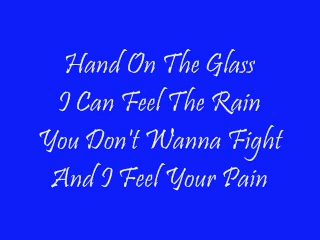 Hand On The Glass
I Can Feel The Rain
You Don't Wanna Fight
And I Feel Your Pain